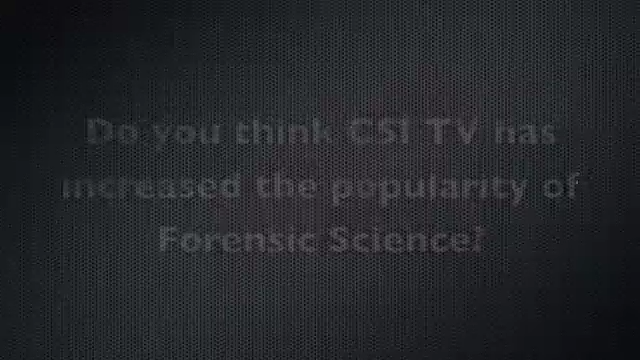 Do you think CSI TV has
increased the popularity of
Forensic Science?